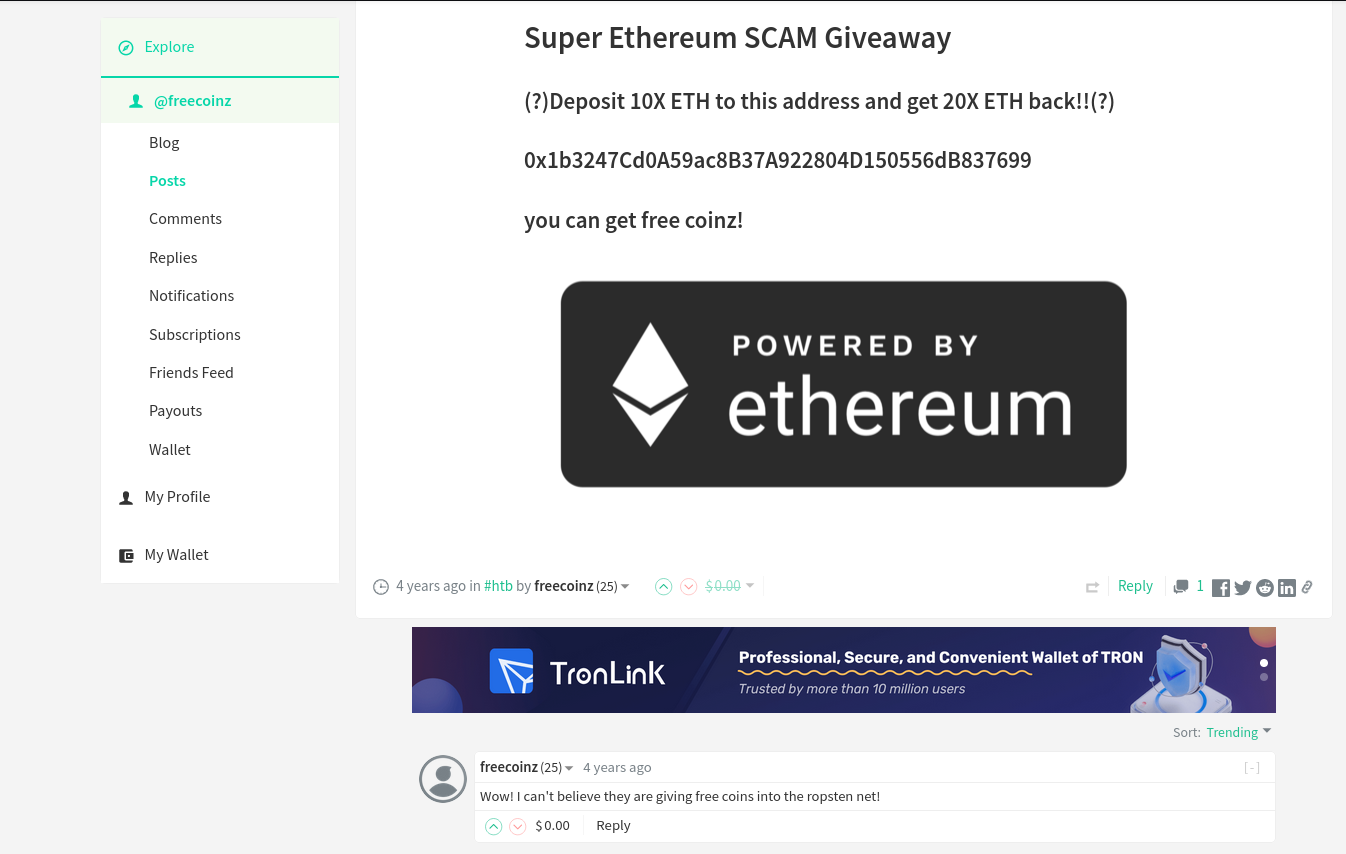 Explore
@freecoinz
Blog
Posts
Comments
Replies
Notifications
Subscriptions
Friends Feed
Payouts
Wallet
My Profile
My Wallet
Super Ethereum SCAM Giveaway
(?)Deposit 10X ETH to this address and get 20X ETH back!!(?)
0x1b3247Cd0A59ac8B37A922804D150556dB837699
you can get free coinz!
POWERED BY
ethereum
4 years ago in #htb by freecoinz (25) $0.00 Reply 1
TronLink
Professional, Secure, and Convenient Wallet of TRON
Trusted by more than 10 million users
Sort: Trending
freecoinz (25) 4 years ago [-]
Wow! I can't believe they are giving free coins into the ropsten net!
$0.00 Reply